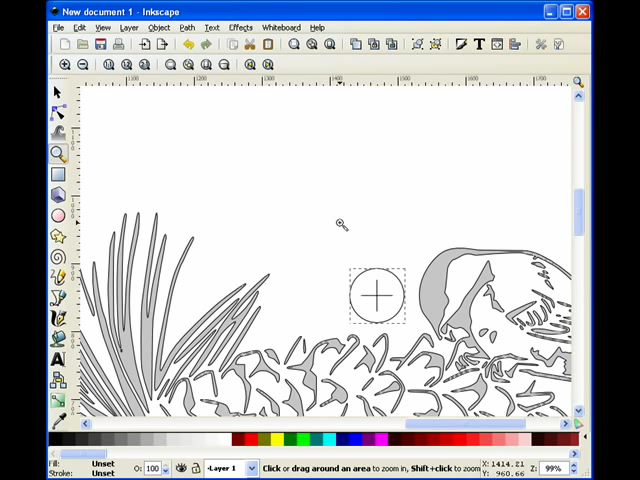 New document 1 - Inkscape
File Edit View Layer Object Path Text Effects Whiteboard Help
1100 1200 1300 1400 1500 1600 1700
Fill: Unset
Stroke: Unset
O: 100
Layer 1
Click or drag around an area to zoom in, Shift+click to zoom
X: 1414.21
Y: 960.66
Z: 99%